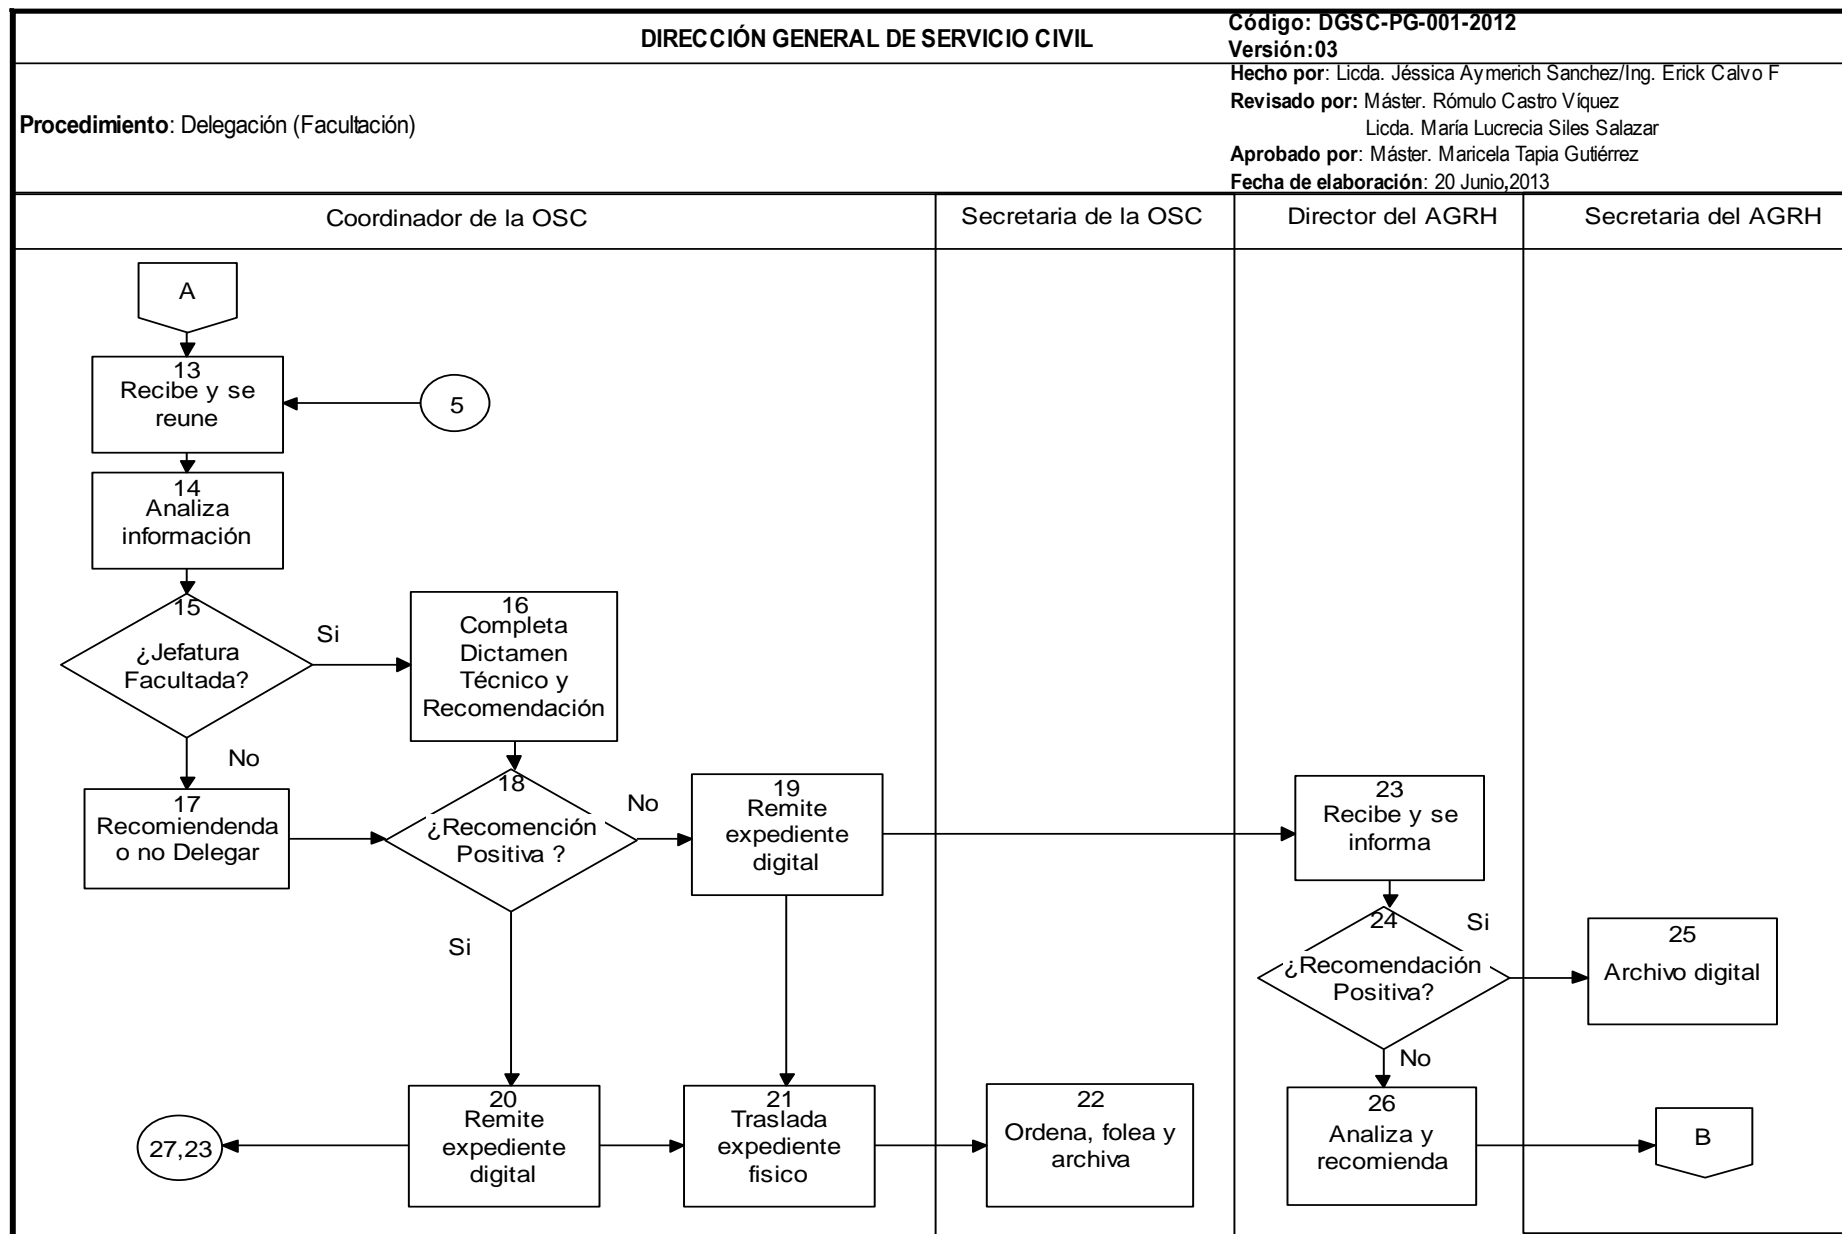 DIRECCIÓN GENERAL DE SERVICIO CIVIL
Código: DGSC-PG-001-2012
Versión:03
Procedimiento: Delegación (Facultación)
Hecho por: Licda. Jéssica Aymerich Sanchez/Ing. Erick Calvo F
Revisado por: Máster. Rómulo Castro Víquez
Licda. María Lucrecia Siles Salazar
Aprobado por: Máster. Maricela Tapia Gutiérrez
Fecha de elaboración: 20 Junio,2013
Coordinador de la OSC
Secretaria de la OSC
Director del AGRH
Secretaria del AGRH
A
13
Recibe y se
reune
5
14
Analiza
información
15
¿Jefatura
Facultada?
Si
No
16
Completa
Dictamen
Técnico y
Recomendación
17
Recomiendenda
o no Delegar
18
¿Recomención
Positiva ?
No
Si
19
Remite
expediente
digital
23
Recibe y se
informa
24
¿Recomendación
Positiva?
Si
No
25
Archivo digital
27,23
20
Remite
expediente
digital
21
Traslada
expediente
fisico
22
Ordena, folea y
archiva
26
Analiza y
recomienda
B